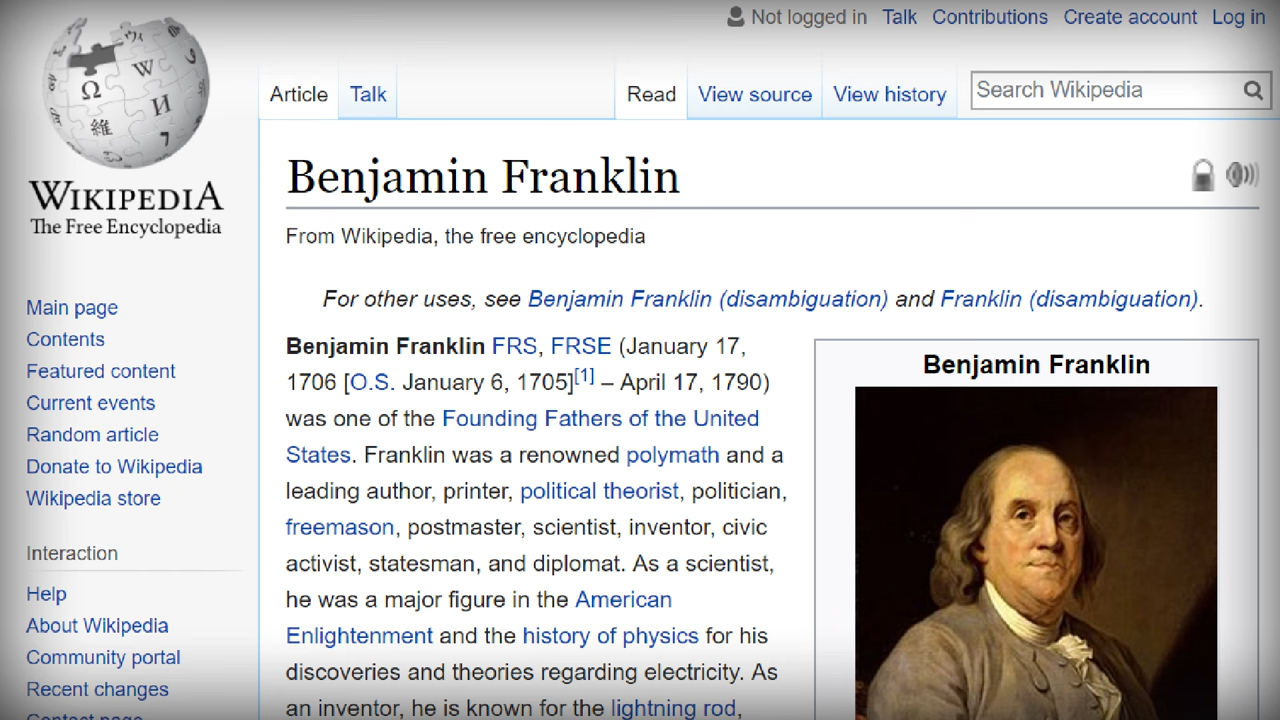 Not logged in Talk Contributions Create account Log in
Article Talk Read View source View history Search Wikipedia
Ω W И 維 7
WIKIPEDIA
The Free Encyclopedia
Main page
Contents
Featured content
Current events
Random article
Donate to Wikipedia
Wikipedia store
Interaction
Help
About Wikipedia
Community portal
Recent changes
Contact page
Benjamin Franklin
From Wikipedia, the free encyclopedia
For other uses, see Benjamin Franklin (disambiguation) and Franklin (disambiguation).
Benjamin Franklin FRS, FRSE (January 17,
1706 [O.S. January 6, 1705][1] – April 17, 1790)
was one of the Founding Fathers of the United
States. Franklin was a renowned polymath and a
leading author, printer, political theorist, politician,
freemason, postmaster, scientist, inventor, civic
activist, statesman, and diplomat. As a scientist,
he was a major figure in the American
Enlightenment and the history of physics for his
discoveries and theories regarding electricity. As
an inventor, he is known for the lightning rod,
Benjamin Franklin